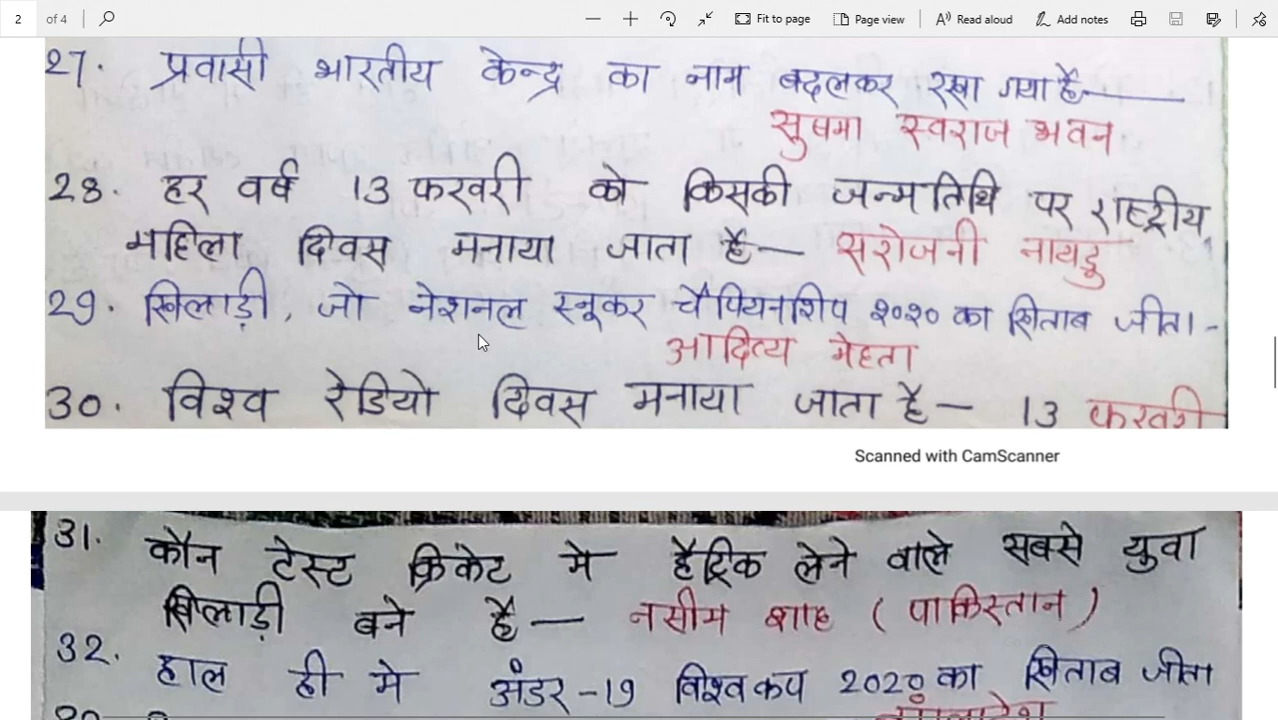 2 of 4 Fit to page Page view Read aloud Add notes
27. प्रवासी भारतीय केन्द्र का नाम बदलकर रखा गया है-
सुषमा स्वराज भवन
28. हर वर्ष 13 फरवरी को किसकी जन्मतिथि पर राष्ट्रीय
महिला दिवस मनाया जाता है- सरोजनी नायडु
29. खिलाड़ी, जो नेशनल स्नूकर चैपियनशिप २०२० का खिताब जीता।-
आदित्य मेहता
30. विश्व रेडियो दिवस मनाया जाता है- 13 फरवरी
Scanned with CamScanner
31. कौन टेस्ट क्रिकेट मे हैट्रिक लेने वाले सबसे युवा
खिलाड़ी बने है- नसीम शाह (पाकिस्तान)
32. हाल ही मे अंडर-19 विश्वकप 2020 का खिताब जीता